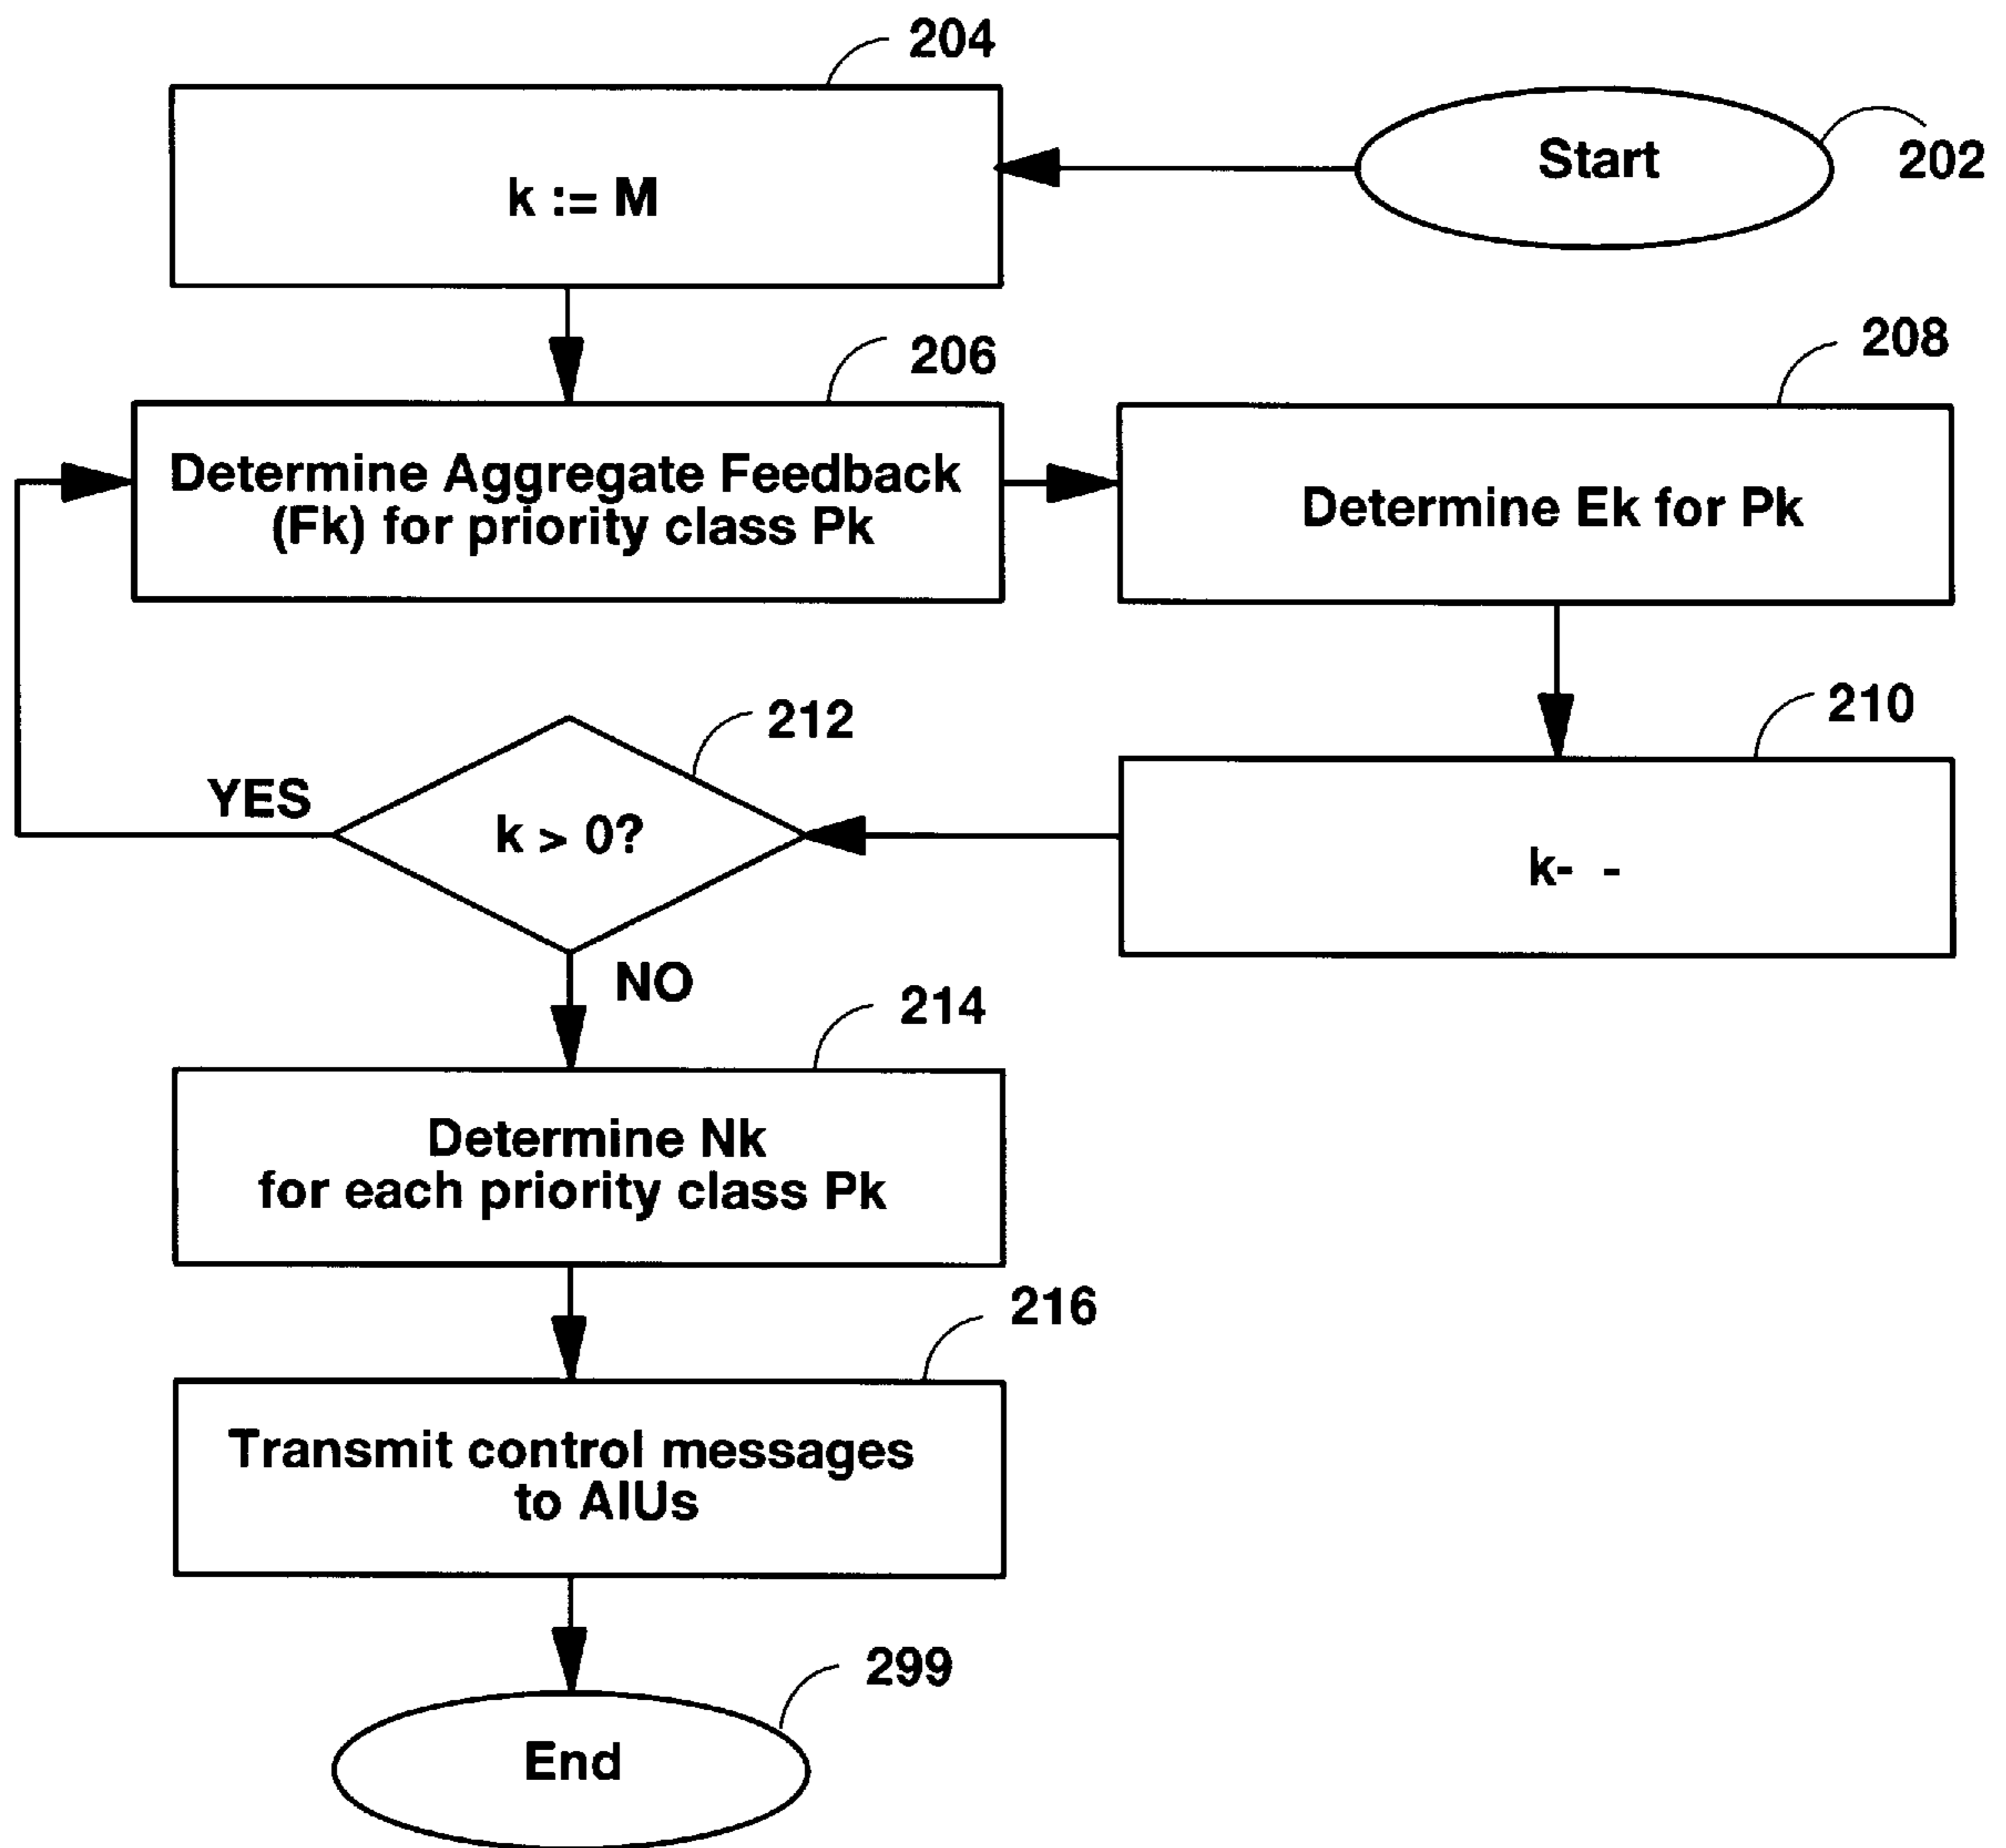 204
k := M
Start
202
206
Determine Aggregate Feedback
(Fk) for priority class Pk
208
Determine Ek for Pk
210
k- -
212
k > 0?
YES
NO
214
Determine Nk
for each priority class Pk
216
Transmit control messages
to AIUs
299
End